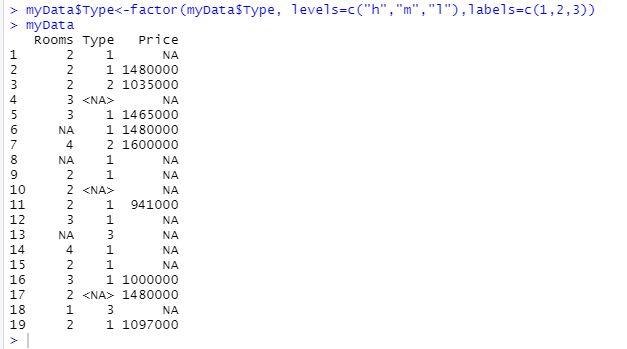 > myData$Type<-factor(myData$Type, levels=c("h","m","l"),labels=c(1,2,3))
> myData
   Rooms Type   Price
1      2    1      NA
2      2    1 1480000
3      2    2 1035000
4      3 <NA>      NA
5      3    1 1465000
6     NA    1 1480000
7      4    2 1600000
8     NA    1      NA
9      2    1      NA
10     2 <NA>      NA
11     2    1  941000
12     3    1      NA
13    NA    3      NA
14     4    1      NA
15     2    1      NA
16     3    1 1000000
17     2 <NA> 1480000
18     1    3      NA
19     2    1 1097000
>